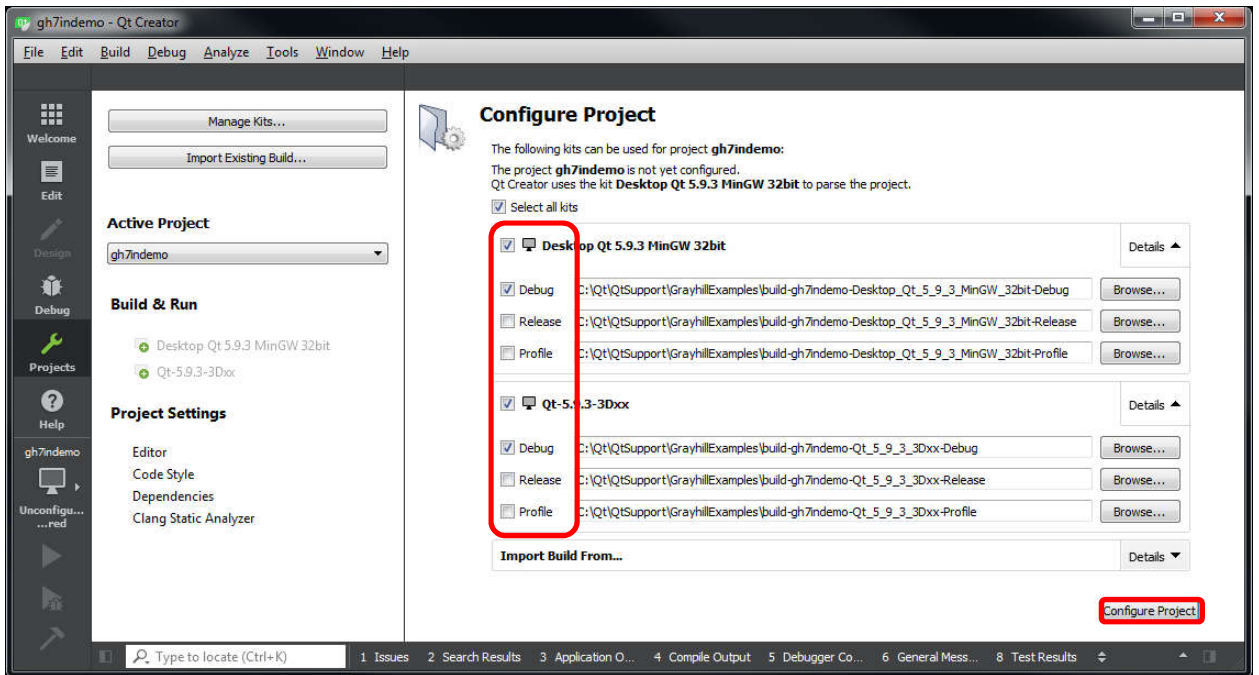 gh7indemo - Qt Creator
File Edit Build Debug Analyze Tools Window Help
Welcome
Edit
Design
Debug
Projects
Help
gh7indemo
Unconfigu...
...red
Manage Kits...
Import Existing Build...
Active Project
gh7indemo
Build & Run
Desktop Qt 5.9.3 MinGW 32bit
Qt-5.9.3-3Dxx
Project Settings
Editor
Code Style
Dependencies
Clang Static Analyzer
Configure Project
The following kits can be used for project gh7indemo:
The project gh7indemo is not yet configured.
Qt Creator uses the kit Desktop Qt 5.9.3 MinGW 32bit to parse the project.
Select all kits
Desktop Qt 5.9.3 MinGW 32bit Details
Debug C:\Qt\QtSupport\GrayhillExamples\build-gh7indemo-Desktop_Qt_5_9_3_MinGW_32bit-Debug Browse...
Release C:\Qt\QtSupport\GrayhillExamples\build-gh7indemo-Desktop_Qt_5_9_3_MinGW_32bit-Release Browse...
Profile C:\Qt\QtSupport\GrayhillExamples\build-gh7indemo-Desktop_Qt_5_9_3_MinGW_32bit-Profile Browse...
Qt-5.9.3-3Dxx Details
Debug C:\Qt\QtSupport\GrayhillExamples\build-gh7indemo-Qt_5_9_3_3Dxx-Debug Browse...
Release C:\Qt\QtSupport\GrayhillExamples\build-gh7indemo-Qt_5_9_3_3Dxx-Release Browse...
Profile C:\Qt\QtSupport\GrayhillExamples\build-gh7indemo-Qt_5_9_3_3Dxx-Profile Browse...
Import Build From... Details
Configure Project
Type to locate (Ctrl+K) 1 Issues 2 Search Results 3 Application O... 4 Compile Output 5 Debugger Co... 6 General Mess... 8 Test Results